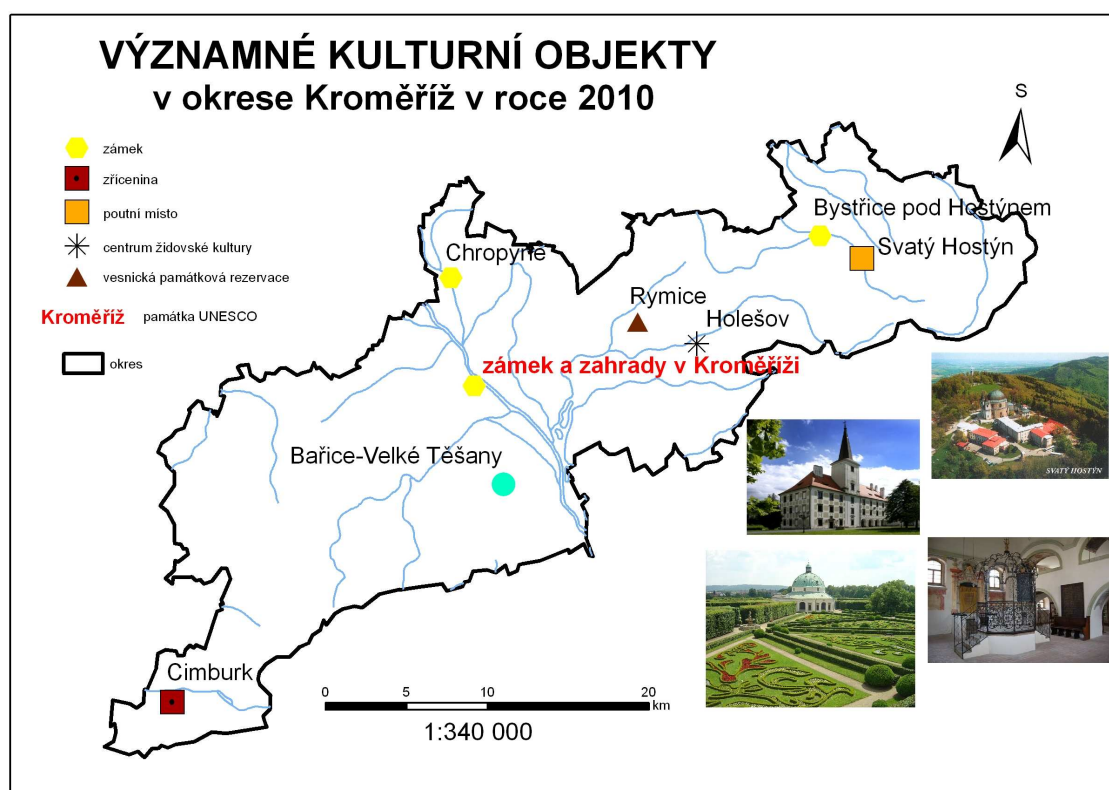 VÝZNAMNÉ KULTURNÍ OBJEKTY
v okrese Kroměříž v roce 2010
S
zámek
zřícenina
poutní místo
centrum židovské kultury
vesnická památková rezervace
Kroměříž památka UNESCO
okres
Bystřice pod Hostýnem
Svatý Hostýn
Chropyně
Rymice
Holešov
zámek a zahrady v Kroměříži
Bařice-Velké Těšany
SVATÝ HOSTÝN
Cimburk
0 5 10 20
km
1:340 000